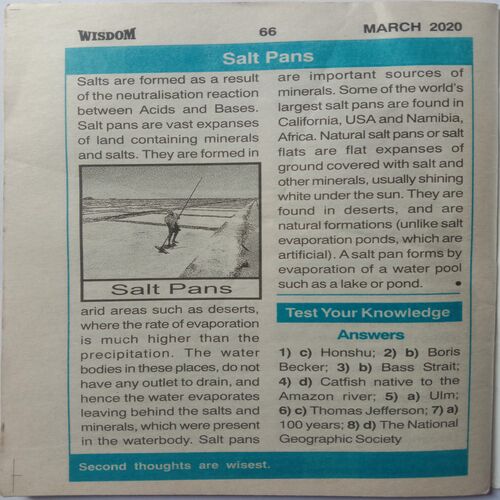 WISDOM 66 MARCH 2020
Salt Pans
Salts are formed as a result
of the neutralisation reaction
between Acids and Bases.
Salt pans are vast expanses
of land containing minerals
and salts. They are formed in
Salt Pans
arid areas such as deserts,
where the rate of evaporation
is much higher than the
precipitation. The water
bodies in these places, do not
have any outlet to drain, and
hence the water evaporates
leaving behind the salts and
minerals, which were present
in the waterbody. Salt pans
are important sources of
minerals. Some of the world's
largest salt pans are found in
California, USA and Namibia,
Africa. Natural salt pans or salt
flats are flat expanses of
ground covered with salt and
other minerals, usually shining
white under the sun. They are
found in deserts, and are
natural formations (unlike salt
evaporation ponds, which are
artificial). A salt pan forms by
evaporation of a water pool
such as a lake or pond. •
Test Your Knowledge
Answers
1) c) Honshu; 2) b) Boris
Becker; 3) b) Bass Strait;
4) d) Catfish native to the
Amazon river; 5) a) Ulm;
6) c) Thomas Jefferson; 7) a)
100 years; 8) d) The National
Geographic Society
Second thoughts are wisest.